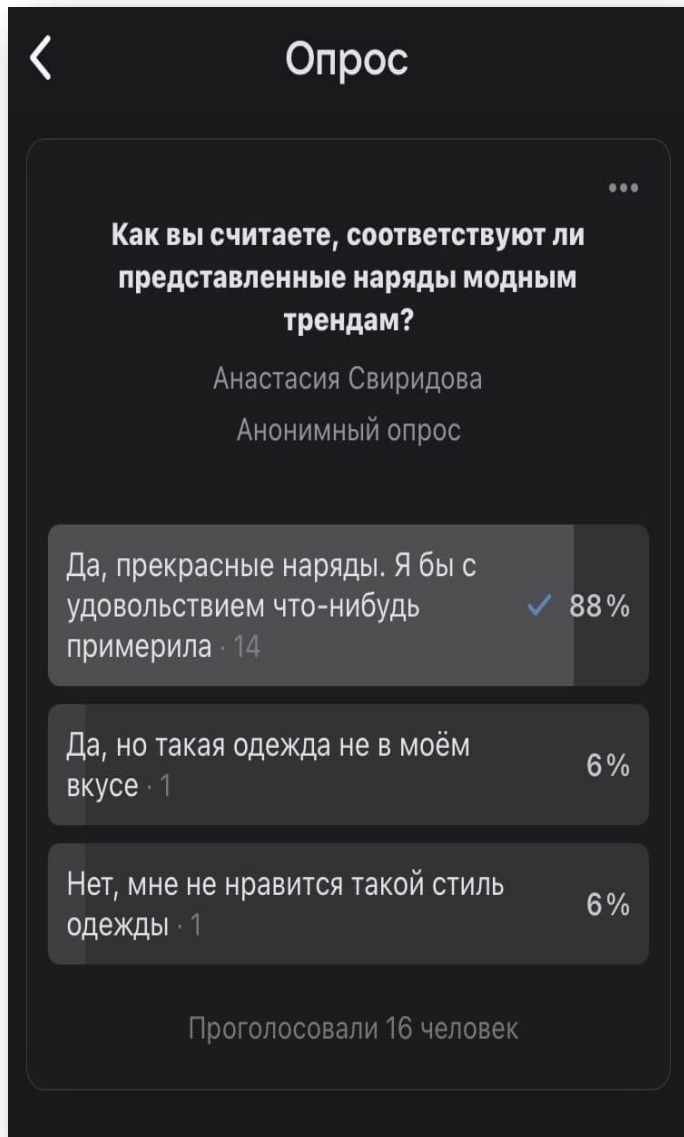 Опрос
Как вы считаете, соответствуют ли
представленные наряды модным
трендам?
Анастасия Свиридова
Анонимный опрос
Да, прекрасные наряды. Я бы с
удовольствием что-нибудь
примерила · 14
88%
Да, но такая одежда не в моём
вкусе · 1
6%
Нет, мне не нравится такой стиль
одежды · 1
6%
Проголосовали 16 человек